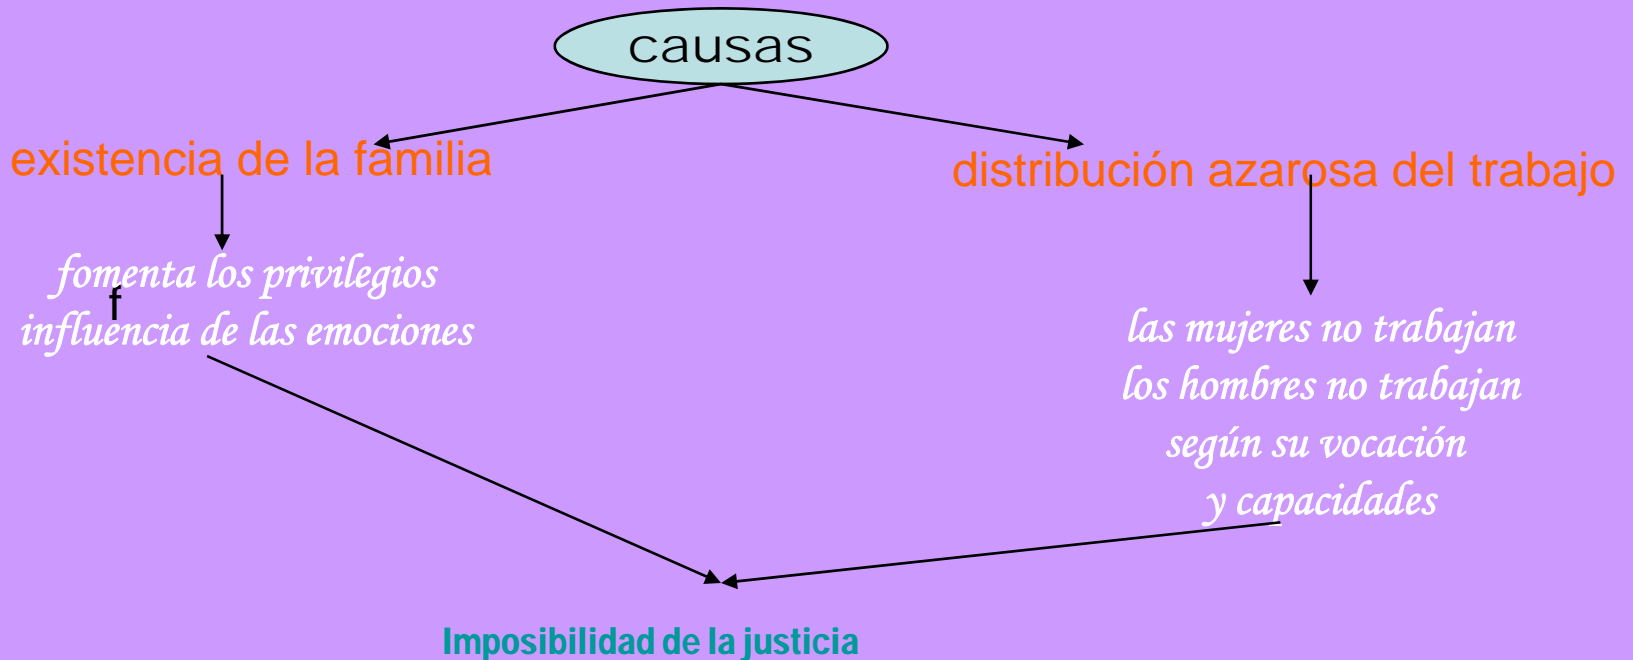 causas
existencia de la familia
distribución azarosa del trabajo
fomenta los privilegios
f
influencia de las emociones
las mujeres no trabajan
los hombres no trabajan
según su vocación
y capacidades
Imposibilidad de la justicia